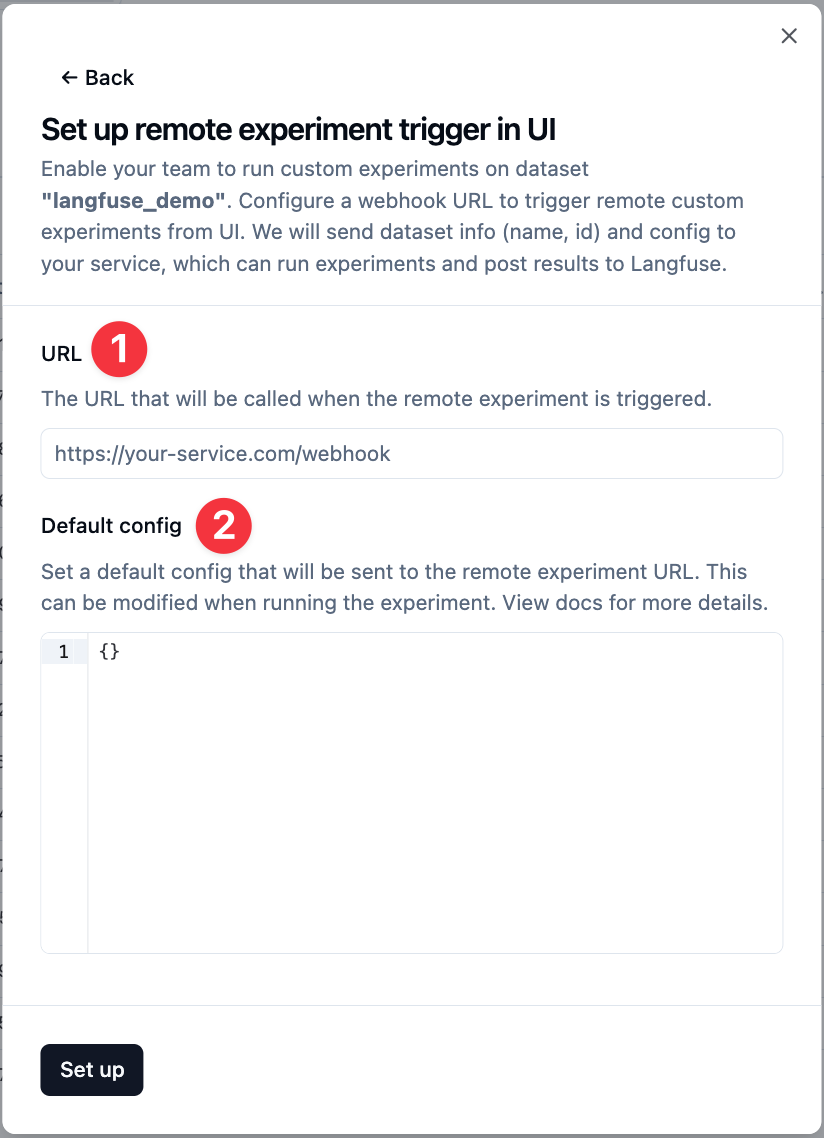 ← Back
Set up remote experiment trigger in UI
Enable your team to run custom experiments on dataset
"langfuse_demo". Configure a webhook URL to trigger remote custom
experiments from UI. We will send dataset info (name, id) and config to
your service, which can run experiments and post results to Langfuse.
URL 1
The URL that will be called when the remote experiment is triggered.
https://your-service.com/webhook
Default config 2
Set a default config that will be sent to the remote experiment URL. This
can be modified when running the experiment. View docs for more details.
1 {}
Set up